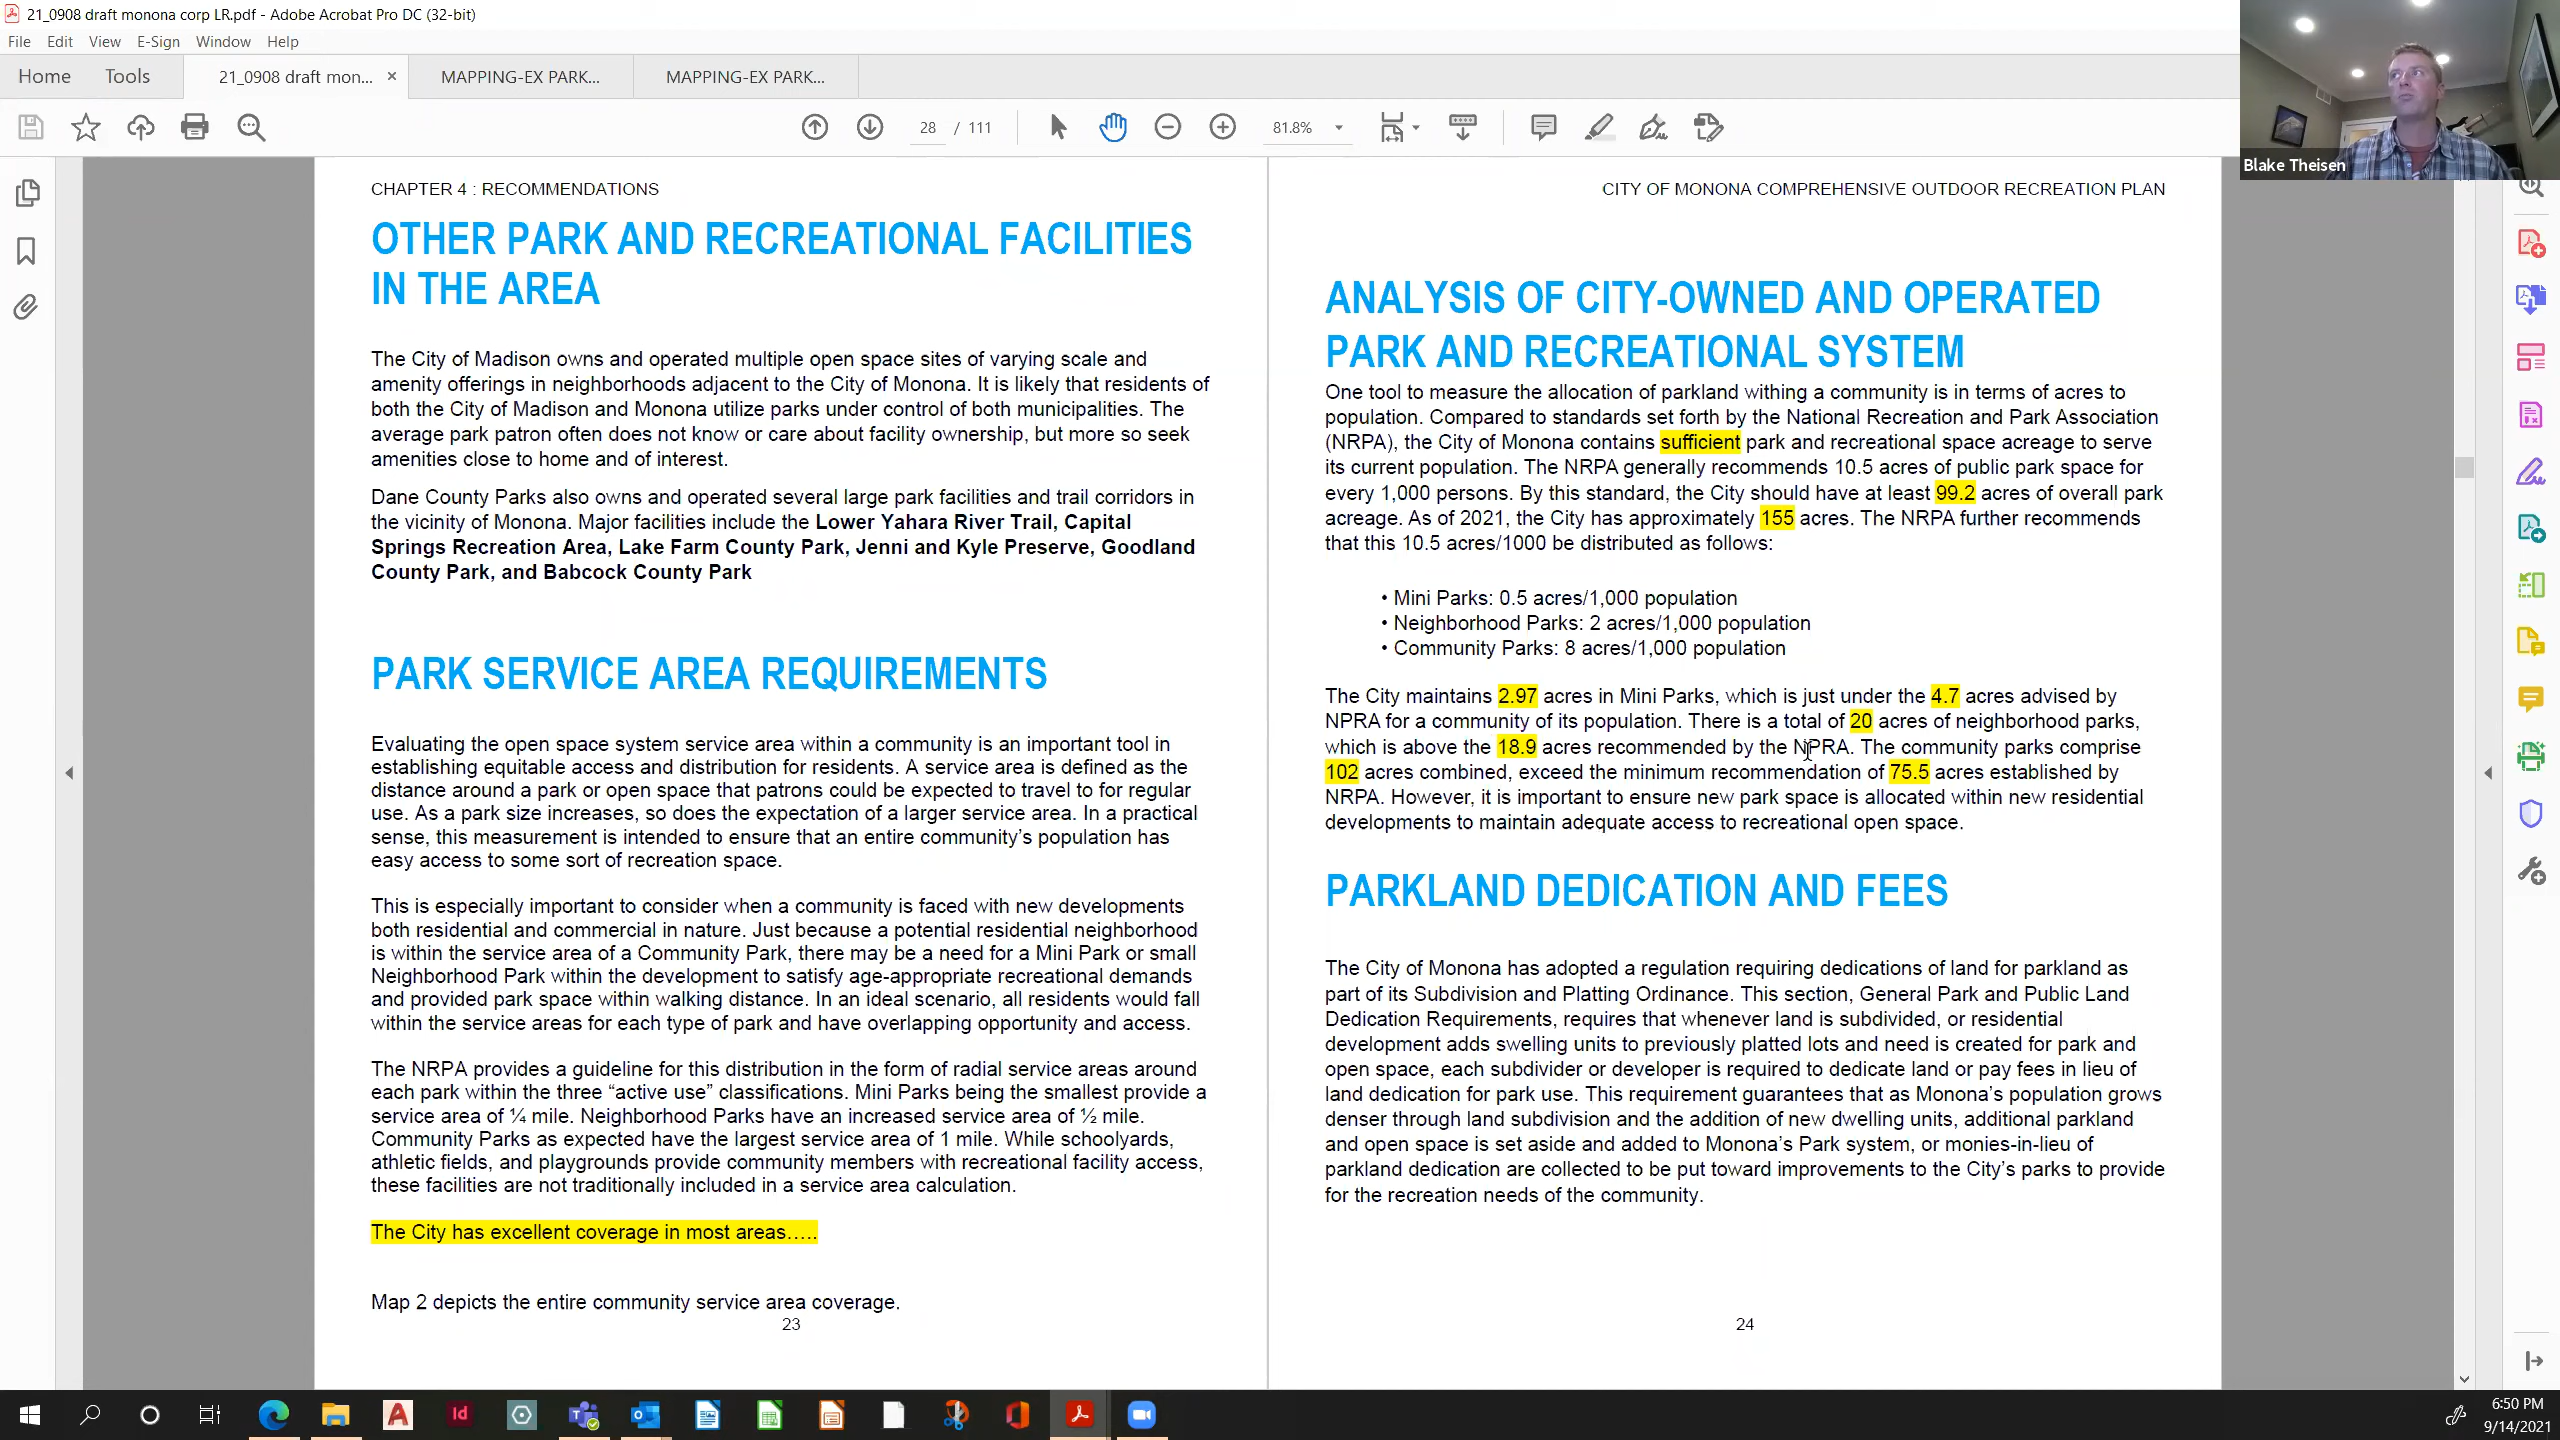 21_0908 draft monona corp LR.pdf - Adobe Acrobat Pro DC (32-bit)
File Edit View E-Sign Window Help
Home Tools 21_0908 draft mon... × MAPPING-EX PARK... MAPPING-EX PARK...
28 / 111 81.8%
Blake Theisen
CHAPTER 4 : RECOMMENDATIONS
OTHER PARK AND RECREATIONAL FACILITIES
IN THE AREA
The City of Madison owns and operated multiple open space sites of varying scale and
amenity offerings in neighborhoods adjacent to the City of Monona. It is likely that residents of
both the City of Madison and Monona utilize parks under control of both municipalities. The
average park patron often does not know or care about facility ownership, but more so seek
amenities close to home and of interest.
Dane County Parks also owns and operated several large park facilities and trail corridors in
the vicinity of Monona. Major facilities include the Lower Yahara River Trail, Capital
Springs Recreation Area, Lake Farm County Park, Jenni and Kyle Preserve, Goodland
County Park, and Babcock County Park
PARK SERVICE AREA REQUIREMENTS
Evaluating the open space system service area within a community is an important tool in
establishing equitable access and distribution for residents. A service area is defined as the
distance around a park or open space that patrons could be expected to travel to for regular
use. As a park size increases, so does the expectation of a larger service area. In a practical
sense, this measurement is intended to ensure that an entire community's population has
easy access to some sort of recreation space.
This is especially important to consider when a community is faced with new developments
both residential and commercial in nature. Just because a potential residential neighborhood
is within the service area of a Community Park, there may be a need for a Mini Park or small
Neighborhood Park within the development to satisfy age-appropriate recreational demands
and provided park space within walking distance. In an ideal scenario, all residents would fall
within the service areas for each type of park and have overlapping opportunity and access.
The NRPA provides a guideline for this distribution in the form of radial service areas around
each park within the three “active use” classifications. Mini Parks being the smallest provide a
service area of ¼ mile. Neighborhood Parks have an increased service area of ½ mile.
Community Parks as expected have the largest service area of 1 mile. While schoolyards,
athletic fields, and playgrounds provide community members with recreational facility access,
these facilities are not traditionally included in a service area calculation.
The City has excellent coverage in most areas…..
Map 2 depicts the entire community service area coverage.
23
CITY OF MONONA COMPREHENSIVE OUTDOOR RECREATION PLAN
ANALYSIS OF CITY-OWNED AND OPERATED
PARK AND RECREATIONAL SYSTEM
One tool to measure the allocation of parkland withing a community is in terms of acres to
population. Compared to standards set forth by the National Recreation and Park Association
(NRPA), the City of Monona contains sufficient park and recreational space acreage to serve
its current population. The NRPA generally recommends 10.5 acres of public park space for
every 1,000 persons. By this standard, the City should have at least 99.2 acres of overall park
acreage. As of 2021, the City has approximately 155 acres. The NRPA further recommends
that this 10.5 acres/1000 be distributed as follows:
• Mini Parks: 0.5 acres/1,000 population
• Neighborhood Parks: 2 acres/1,000 population
• Community Parks: 8 acres/1,000 population
The City maintains 2.97 acres in Mini Parks, which is just under the 4.7 acres advised by
NPRA for a community of its population. There is a total of 20 acres of neighborhood parks,
which is above the 18.9 acres recommended by the NPRA. The community parks comprise
102 acres combined, exceed the minimum recommendation of 75.5 acres established by
NRPA. However, it is important to ensure new park space is allocated within new residential
developments to maintain adequate access to recreational open space.
PARKLAND DEDICATION AND FEES
The City of Monona has adopted a regulation requiring dedications of land for parkland as
part of its Subdivision and Platting Ordinance. This section, General Park and Public Land
Dedication Requirements, requires that whenever land is subdivided, or residential
development adds swelling units to previously platted lots and need is created for park and
open space, each subdivider or developer is required to dedicate land or pay fees in lieu of
land dedication for park use. This requirement guarantees that as Monona's population grows
denser through land subdivision and the addition of new dwelling units, additional parkland
and open space is set aside and added to Monona's Park system, or monies-in-lieu of
parkland dedication are collected to be put toward improvements to the City's parks to provide
for the recreation needs of the community.
24
6:50 PM
9/14/2021